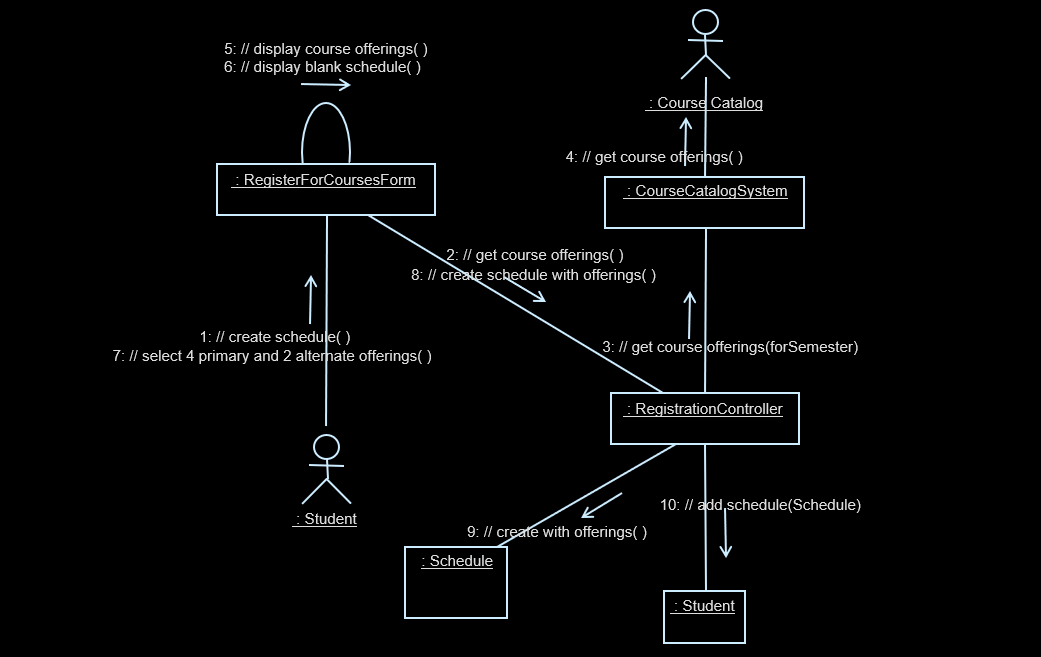 5: // display course offerings( )
6: // display blank schedule( )
: Course Catalog
4: // get course offerings( )
: RegisterForCoursesForm
: CourseCatalogSystem
2: // get course offerings( )
8: // create schedule with offerings( )
1: // create schedule( )
7: // select 4 primary and 2 alternate offerings( )
3: // get course offerings(forSemester)
: RegistrationController
: Student
10: // add schedule(Schedule)
9: // create with offerings( )
: Schedule
: Student